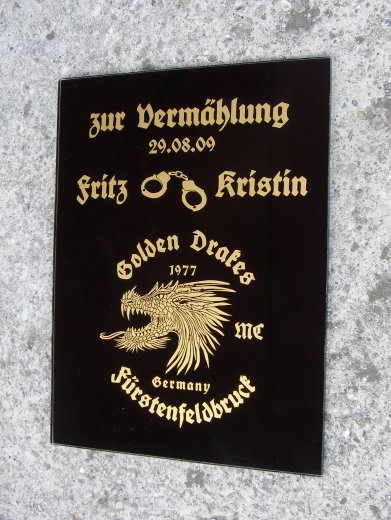 zur Vermählung
29.08.09
Fritz Kristin
Golden Drakes
1977
MC
Germany
Fürstenfeldbruck